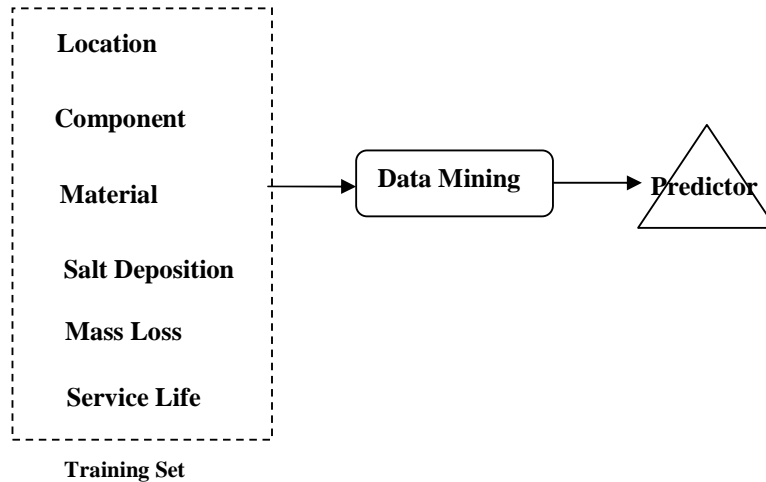 Location
Component
Material
Salt Deposition
Mass Loss
Service Life
Training Set
Data Mining
Predictor